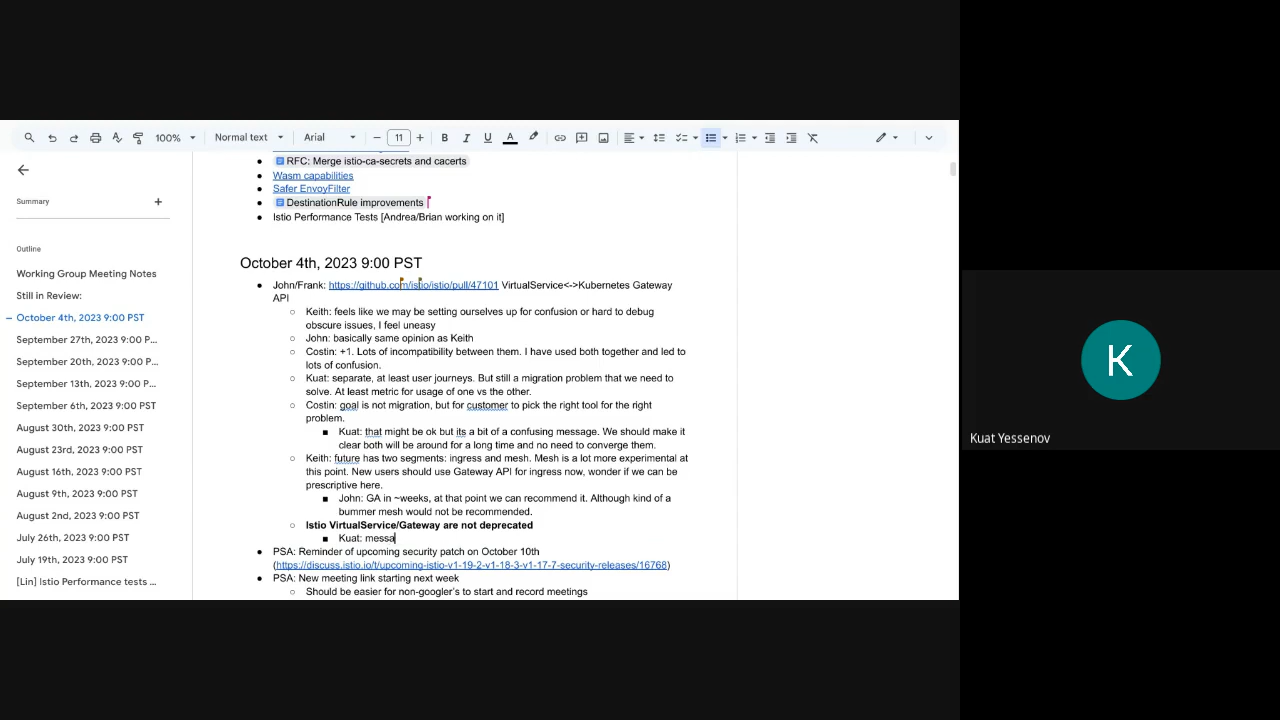 100%
Normal text
Arial
11
B I U A
RFC: Merge istio-ca-secrets and cacerts
Wasm capabilities
Safer EnvoyFilter
DestinationRule improvements
Istio Performance Tests [Andrea/Brian working on it]
Summary
Outline
Working Group Meeting Notes
Still in Review:
October 4th, 2023 9:00 PST
September 27th, 2023 9:00 P...
September 20th, 2023 9:00 P...
September 13th, 2023 9:00 P...
September 6th, 2023 9:00 PST
August 30th, 2023 9:00 PST
August 23rd, 2023 9:00 PST
August 16th, 2023 9:00 PST
August 9th, 2023 9:00 PST
August 2nd, 2023 9:00 PST
July 26th, 2023 9:00 PST
July 19th, 2023 9:00 PST
[Lin] Istio Performance tests ...
October 4th, 2023 9:00 PST
John/Frank: https://github.com/istio/istio/pull/47101 VirtualService<->Kubernetes Gateway
API
Keith: feels like we may be setting ourselves up for confusion or hard to debug
obscure issues, I feel uneasy
John: basically same opinion as Keith
Costin: +1. Lots of incompatibility between them. I have used both together and led to
lots of confusion.
Kuat: separate, at least user journeys. But still a migration problem that we need to
solve. At least metric for usage of one vs the other.
Costin: goal is not migration, but for customer to pick the right tool for the right
problem.
Kuat: that might be ok but its a bit of a confusing message. We should make it
clear both will be around for a long time and no need to converge them.
Keith: future has two segments: ingress and mesh. Mesh is a lot more experimental at
this point. New users should use Gateway API for ingress now, wonder if we can be
prescriptive here.
John: GA in ~weeks, at that point we can recommend it. Although kind of a
bummer mesh would not be recommended.
Istio VirtualService/Gateway are not deprecated
Kuat: messa
PSA: Reminder of upcoming security patch on October 10th
(https://discuss.istio.io/t/upcoming-istio-v1-19-2-v1-18-3-v1-17-7-security-releases/16768)
PSA: New meeting link starting next week
Should be easier for non-googler's to start and record meetings
K
Kuat Yessenov